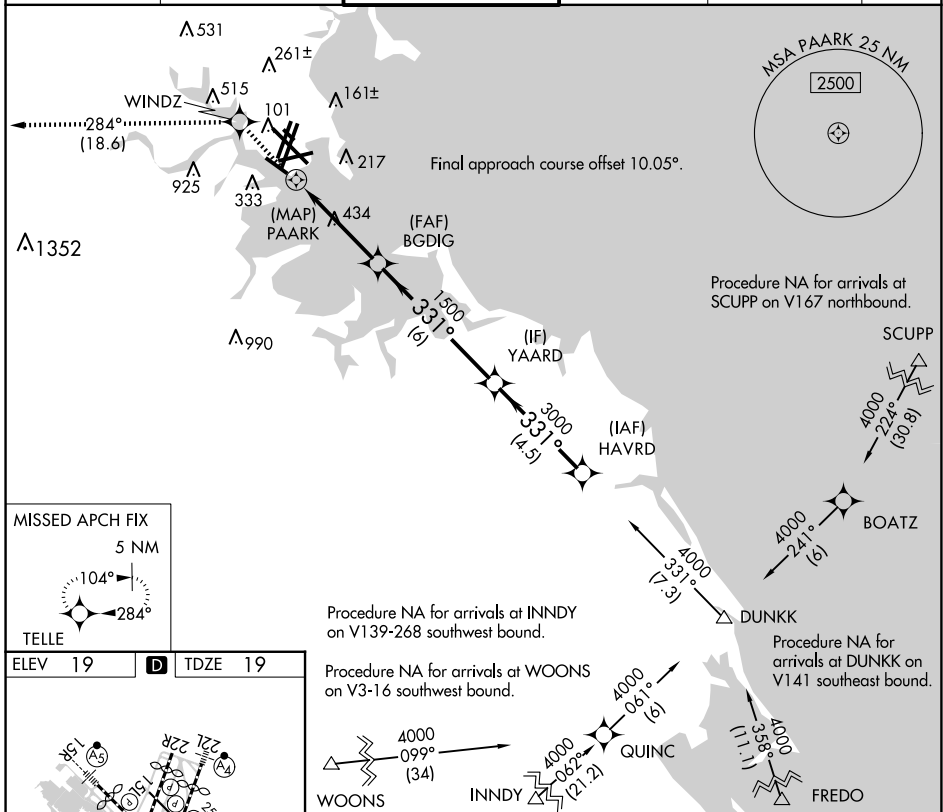 531
261±
515
WINDZ
101
161±
284°
(18.6)
217
925
333
(MAP)
PAARK
434
(FAF)
BGDIG
1352
990
Final approach course offset 10.05°.
MSA PAARK 25 NM
2500
1500
331°
(6)
(IF)
YAARD
3000
331°
(4.5)
(IAF)
HAVRD
Procedure NA for arrivals at
SCUPP on V167 northbound.
SCUPP
4000
224°
(30.8)
BOATZ
4000
241°
(6)
4000
331°
(7.3)
DUNKK
Procedure NA for
arrivals at DUNKK on
V141 southeast bound.
MISSED APCH FIX
5 NM
104°
284°
TELLE
Procedure NA for arrivals at INNDY
on V139-268 southwest bound.
Procedure NA for arrivals at WOONS
on V3-16 southwest bound.
4000
099°
(34)
WOONS
4000
061°
(6)
QUINC
4000
062°
(21.2)
INNDY
4000
358°
(11.1)
FREDO
ELEV 19
D
TDZE 19
15R
A5
22R
22L
A4
P
P